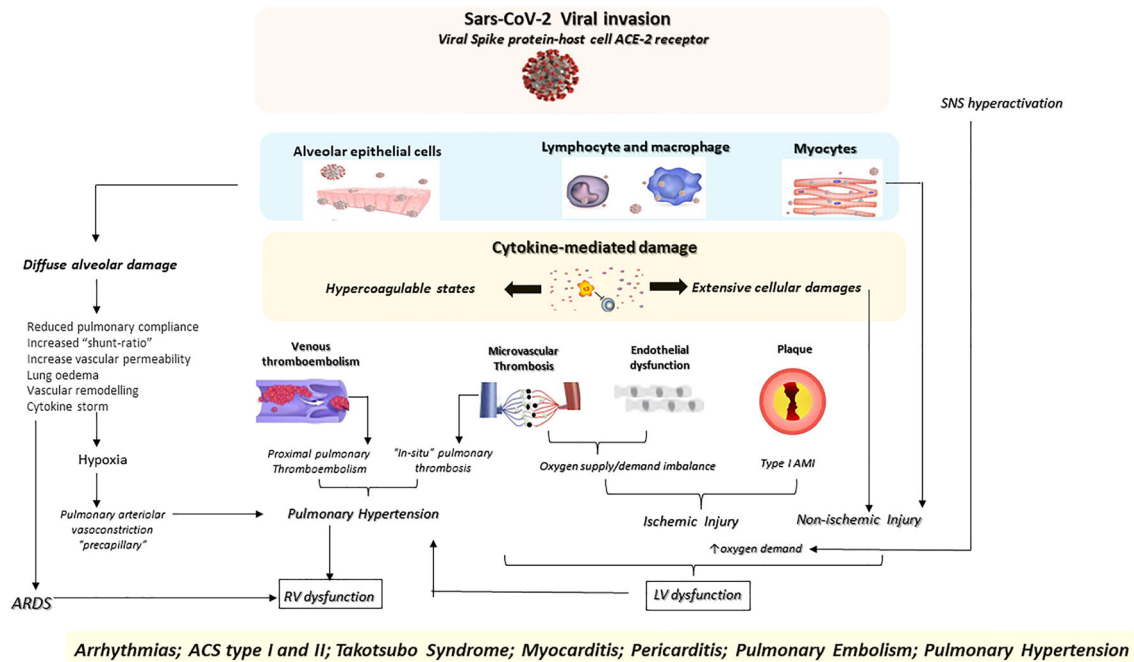 Sars-CoV-2 Viral invasion
Viral Spike protein-host cell ACE-2 receptor
SNS hyperactivation
Alveolar epithelial cells
Lymphocyte and macrophage
Myocytes
Cytokine-mediated damage
Hypercoagulable states
Extensive cellular damages
Diffuse alveolar damage
Reduced pulmonary compliance
Increased “shunt-ratio”
Increase vascular permeability
Lung oedema
Vascular remodelling
Cytokine storm
Hypoxia
Pulmonary arteriolar
vasoconstriction
“precapillary”
ARDS
Venous
thromboembolism
Microvascular
Thrombosis
Endothelial
dysfunction
Plaque
Proximal pulmonary
Thromboembolism
“In-situ” pulmonary
thrombosis
Oxygen supply/demand imbalance
Type I AMI
Pulmonary Hypertension
Ischemic Injury
Non-ischemic Injury
↑ oxygen demand
RV dysfunction
LV dysfunction
Arrhythmias; ACS type I and II; Takotsubo Syndrome; Myocarditis; Pericarditis; Pulmonary Embolism; Pulmonary Hypertension